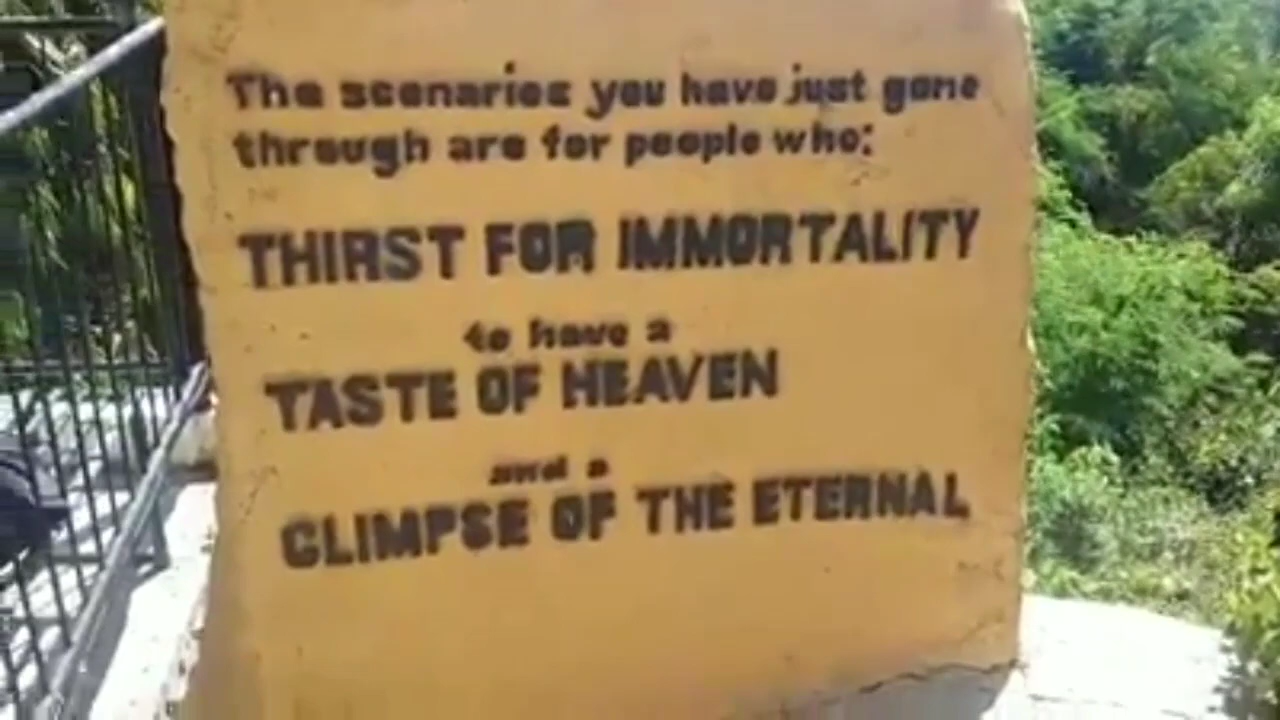 The scenaries you have just gone
through are for people who:
THIRST FOR IMMORTALITY
to have a
TASTE OF HEAVEN
and a
GLIMPSE OF THE ETERNAL